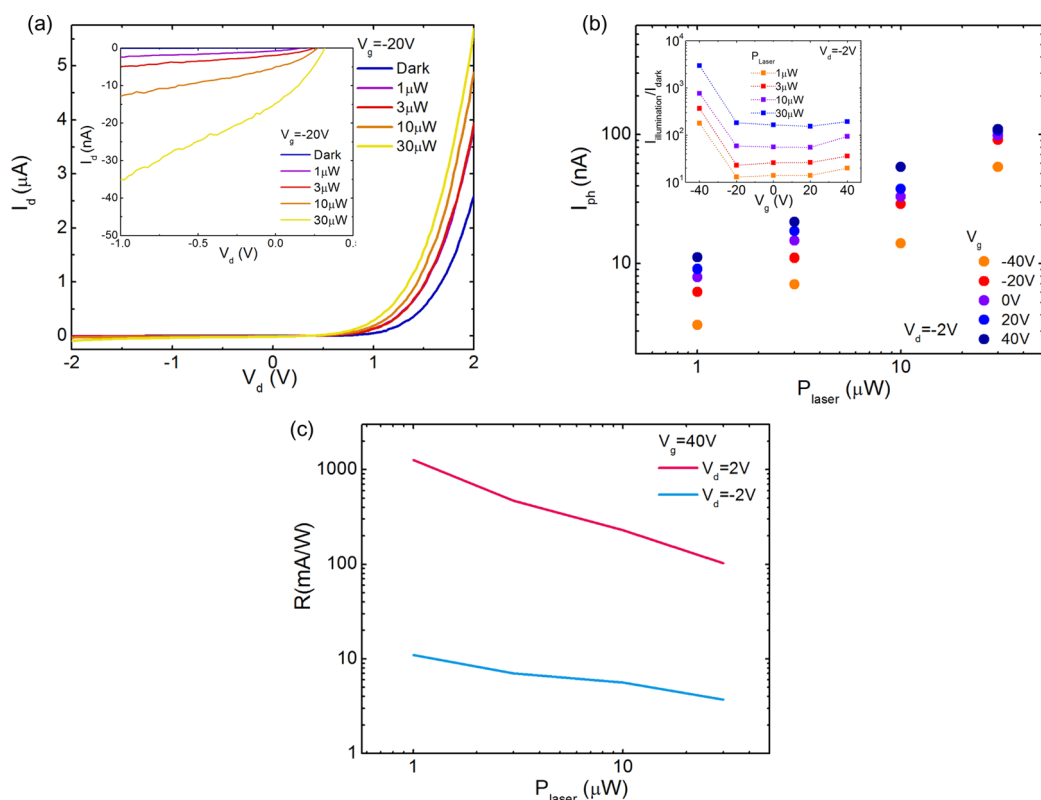 (a)
V_g=-20V
Dark
1μW
3μW
10μW
30μW
I_d (μA)
5
4
3
2
1
0
-2
-1
0
1
2
V_d (V)
I_d (nA)
0
-10
-20
-30
-40
-50
V_g=-20V
Dark
1μW
3μW
10μW
30μW
-1.0
-0.5
0.0
V_d (V)
(b)
I_ph (nA)
100
10
1
10
P_laser (μW)
V_g
-40V
-20V
0V
20V
40V
V_d=-2V
I_illumination/I_dark
10^4
10^3
10^2
10^1
P_Laser
1μW
3μW
10μW
30μW
V_d=-2V
-40
-20
0
20
40
V_g (V)
(c)
R(mA/W)
1000
100
10
1
V_g=40V
V_d=2V
V_d=-2V
1
10
P_laser (μW)